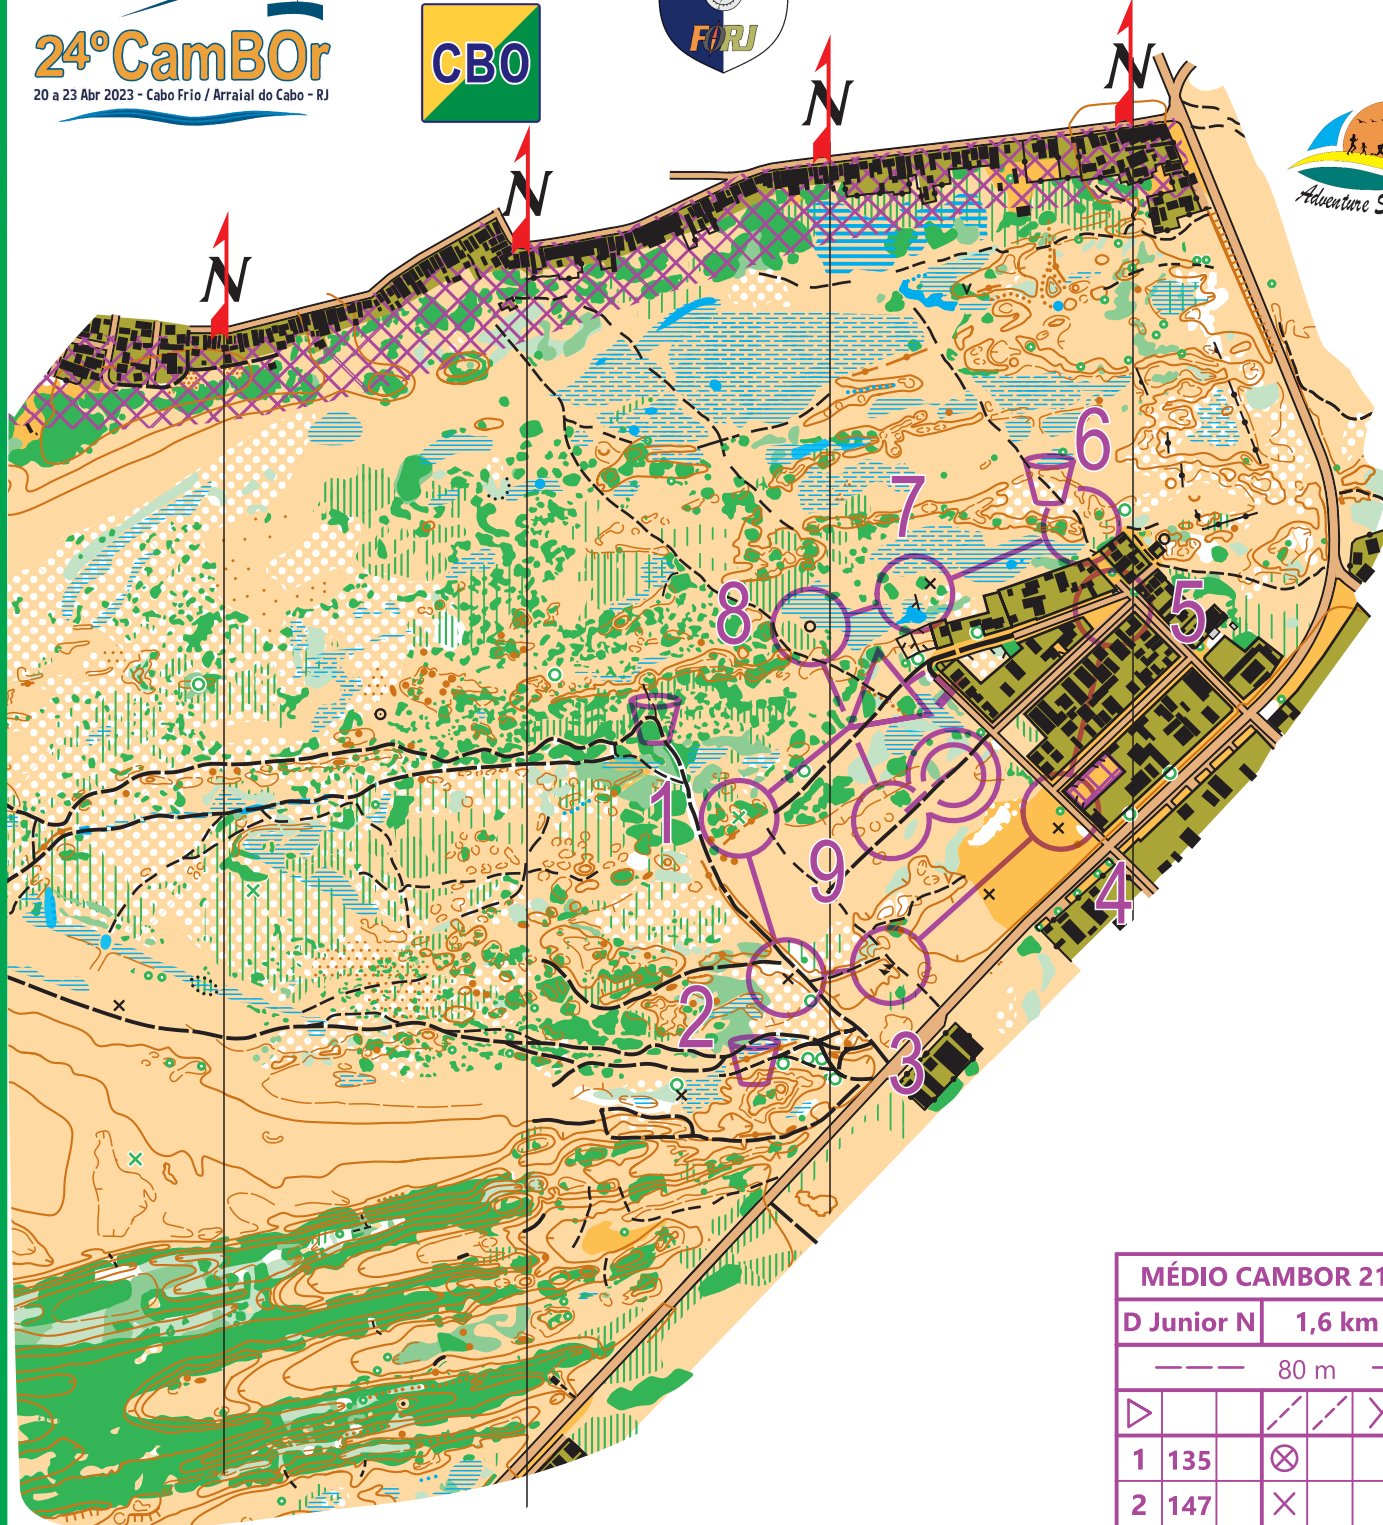 24ºCamBOr
20 a 23 Abr 2023 - Cabo Frio / Arraial do Cabo - RJ
CBO
FORJ
N
N
N
N
Adventure S
6
7
8
5
1
9
4
2
3
MÉDIO CAMBOR 21
D Junior N 1,6 km
80 m
1 135
2 147